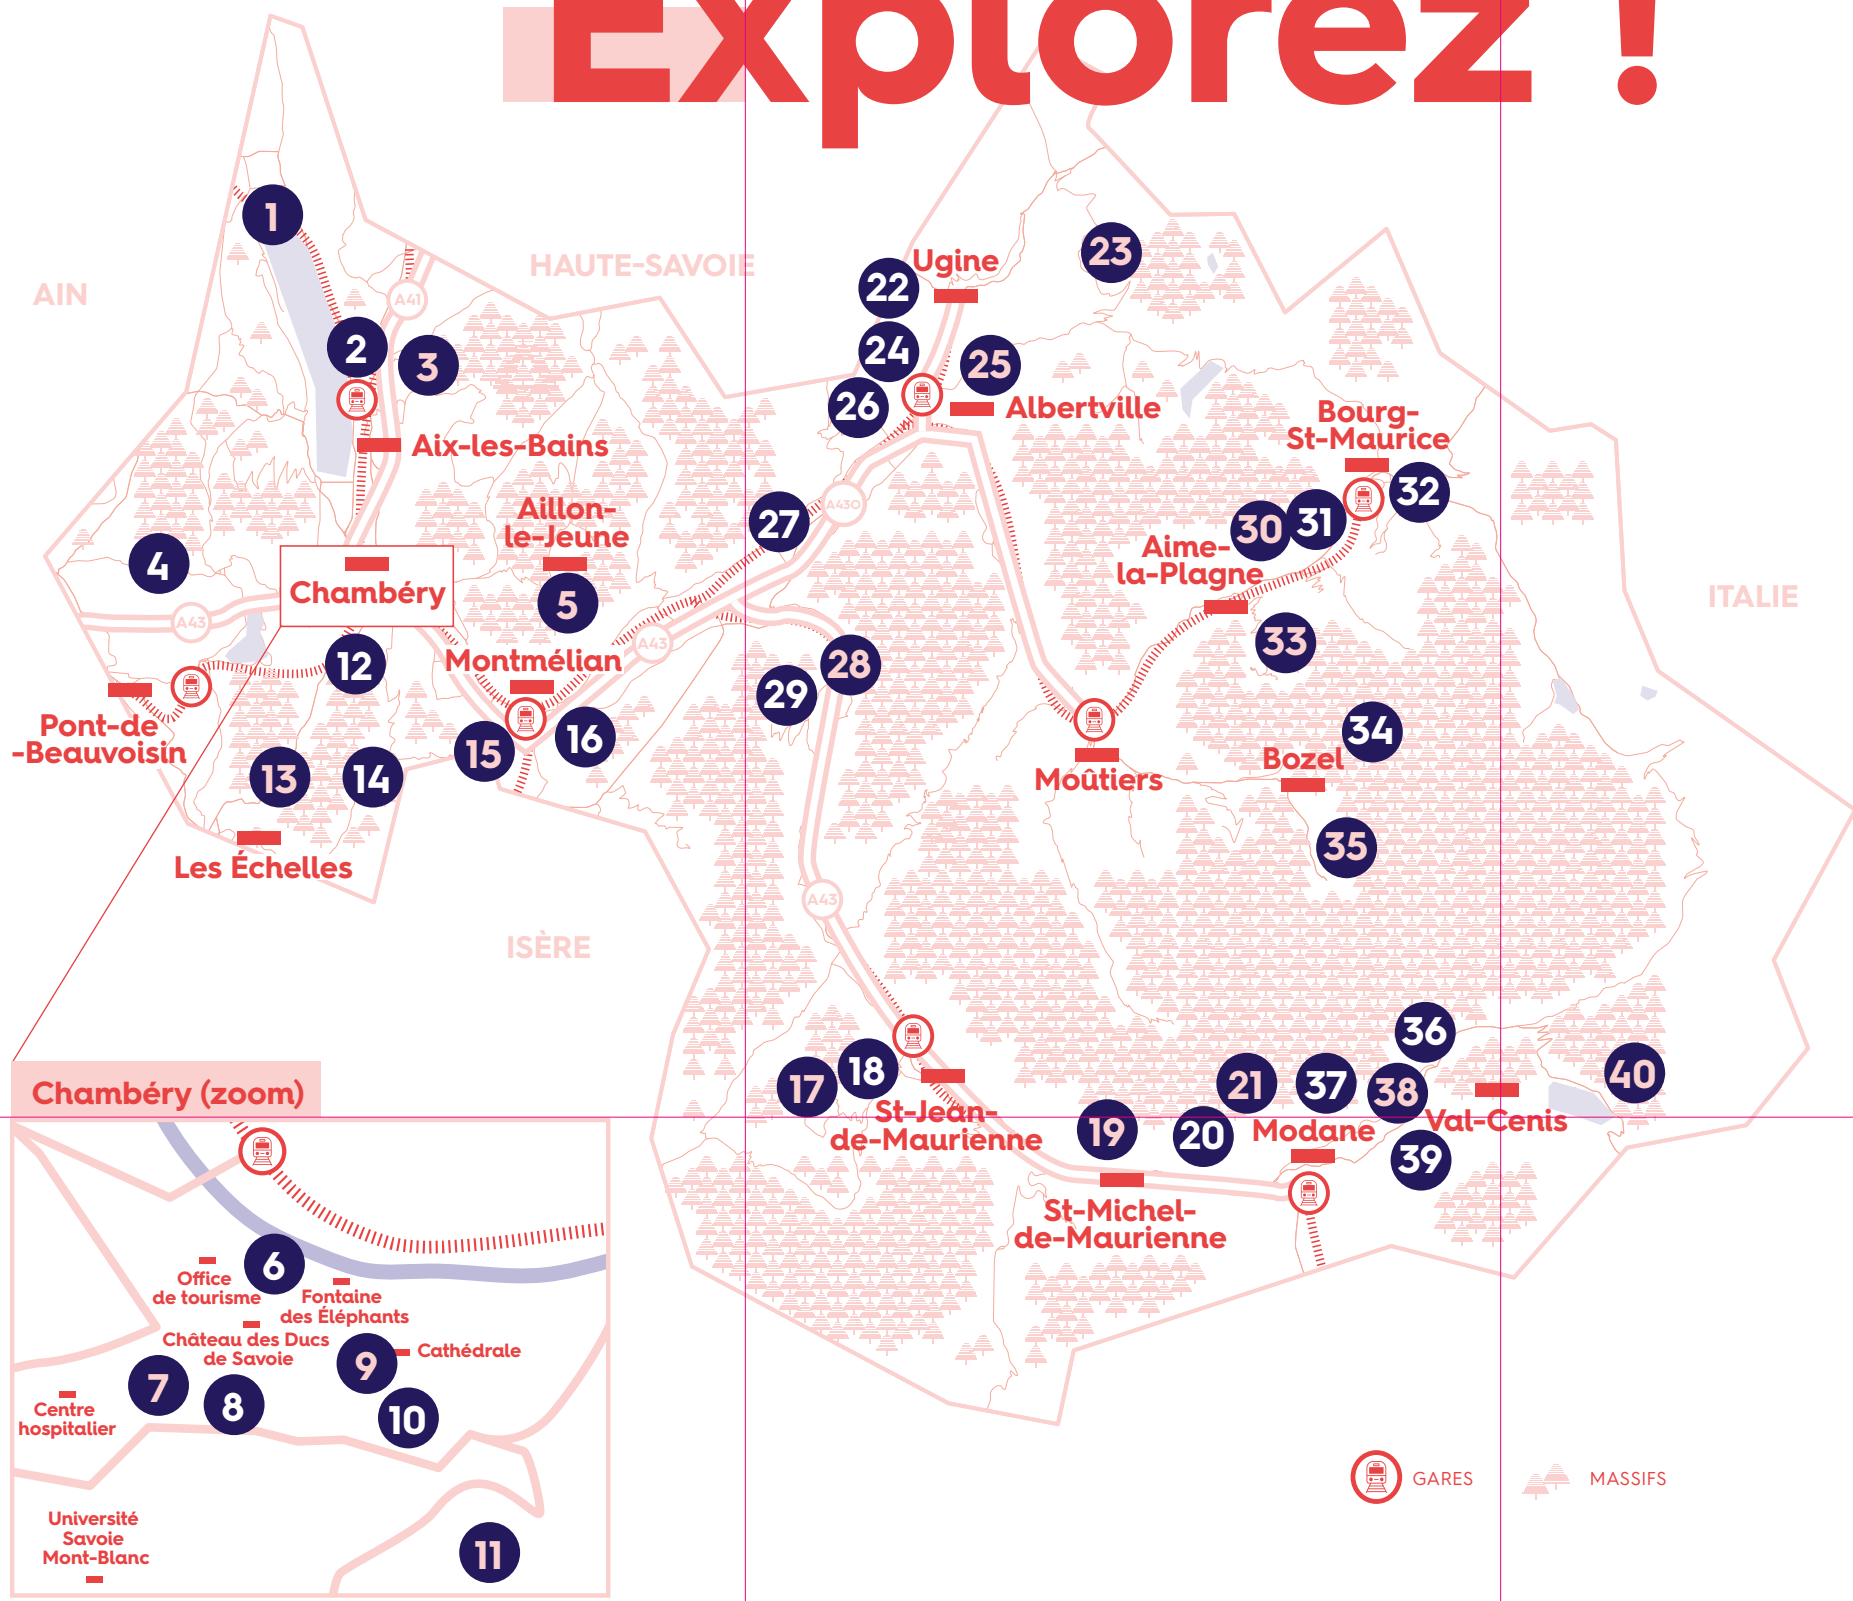 Explorez !
1
AIN
HAUTE-SAVOIE
Ugine
23
22
A41
2
3
24
25
26
Albertville
Bourg-
St-Maurice
Aix-les-Bains
32
A430
27
Aillon-
le-Jeune
30
31
Aime-
la-Plagne
4
Chambéry
5
ITALIE
A43
A43
12
Montmélian
28
29
33
Pont-de
-Beauvoisin
15
16
34
Bozel
13
14
Moûtiers
35
Les Échelles
A43
ISÈRE
36
17
18
21
37
38
40
Chambéry (zoom)
St-Jean-
de-Maurienne
19
20
Modane
Val-Cenis
39
St-Michel-
de-Maurienne
6
Office
de tourisme
Fontaine
des Éléphants
Château des Ducs
de Savoie
9
Cathédrale
7
8
10
Centre
hospitalier
GARES
MASSIFS
Université
Savoie
Mont-Blanc
11